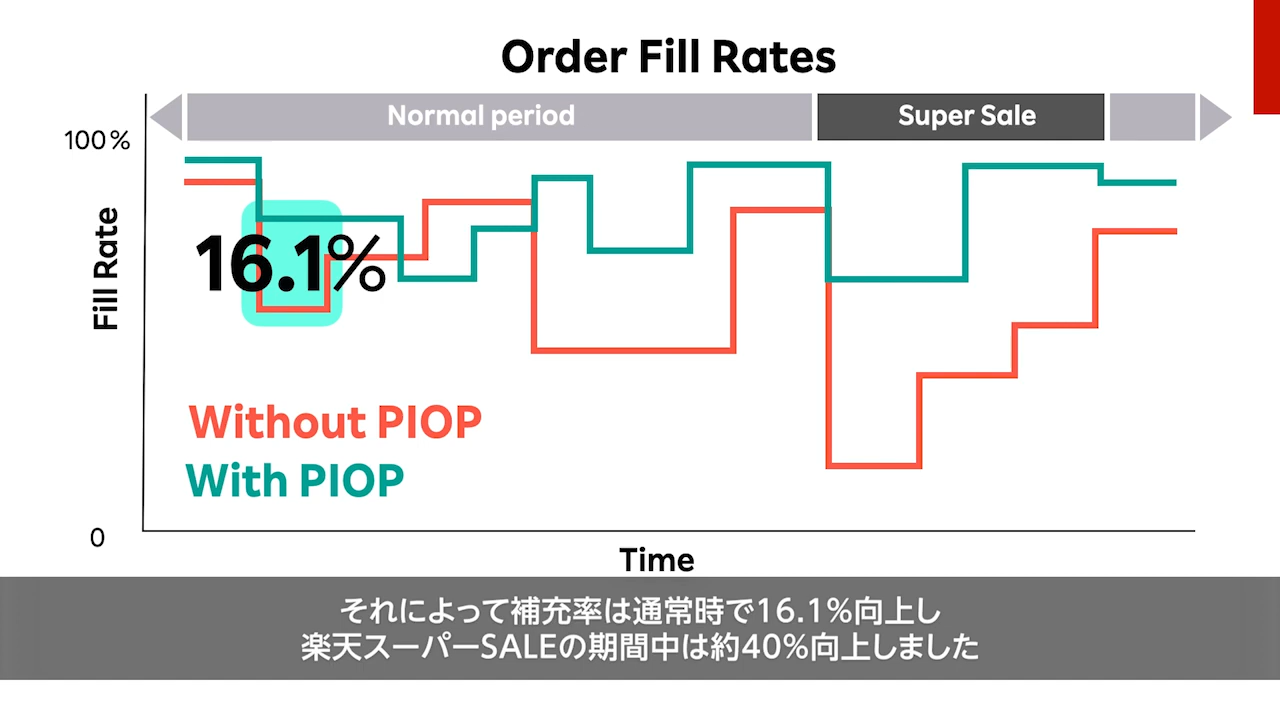 Order Fill Rates
Normal period
Super Sale
100%
Fill Rate
16.1%
Without PIOP
With PIOP
0
Time
それによって補充率は通常時で16.1%向上し
楽天スーパーSALEの期間中は約40%向上しました